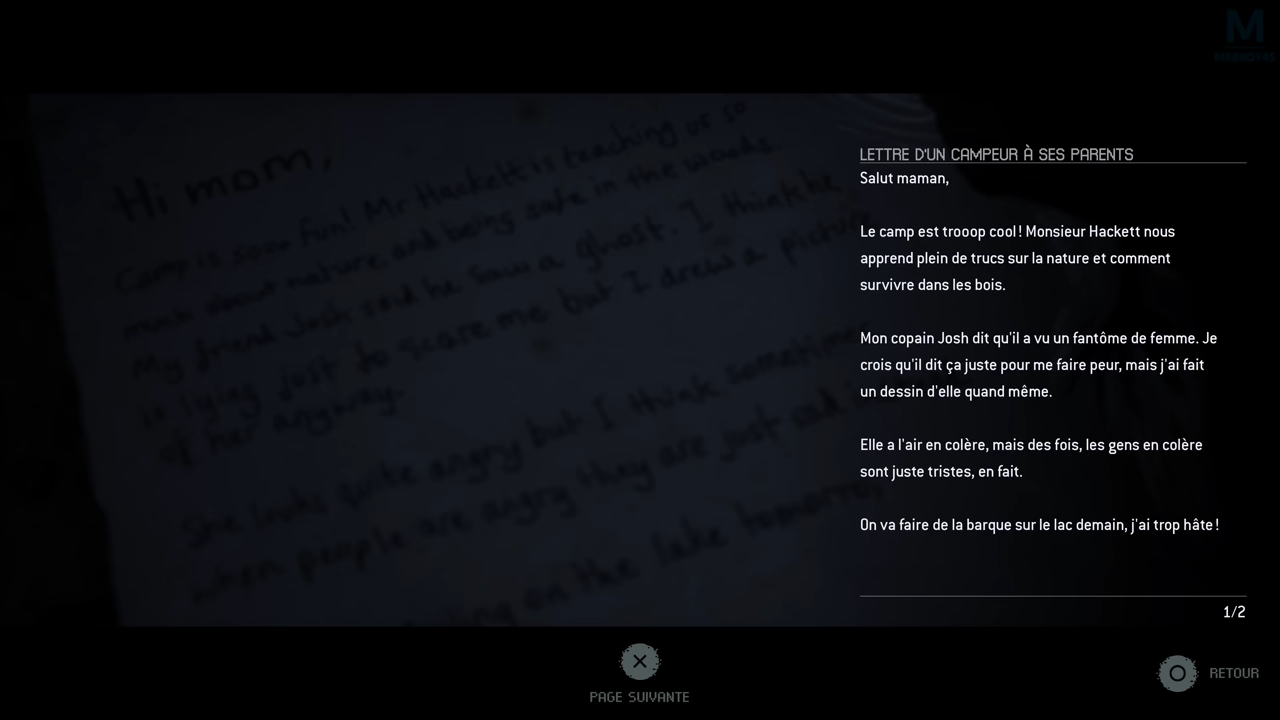 M
Hi mom,
Camp is sooo fun! Mr Hackett is teaching of so
much about nature and being safe in the woods.
My friend Josh said he saw a ghost. I think he
is lying just to scare me but I drew a picture
of her anyway.
She looks quite angry but I think sometimes
when people are angry they are just sad
on the lake tomorrow
LETTRE D'UN CAMPEUR À SES PARENTS
Salut maman,
Le camp est trooop cool ! Monsieur Hackett nous
apprend plein de trucs sur la nature et comment
survivre dans les bois.
Mon copain Josh dit qu'il a vu un fantôme de femme. Je
crois qu'il dit ça juste pour me faire peur, mais j'ai fait
un dessin d'elle quand même.
Elle a l'air en colère, mais des fois, les gens en colère
sont juste tristes, en fait.
On va faire de la barque sur le lac demain, j'ai trop hâte !
1/2
PAGE SUIVANTE
RETOUR